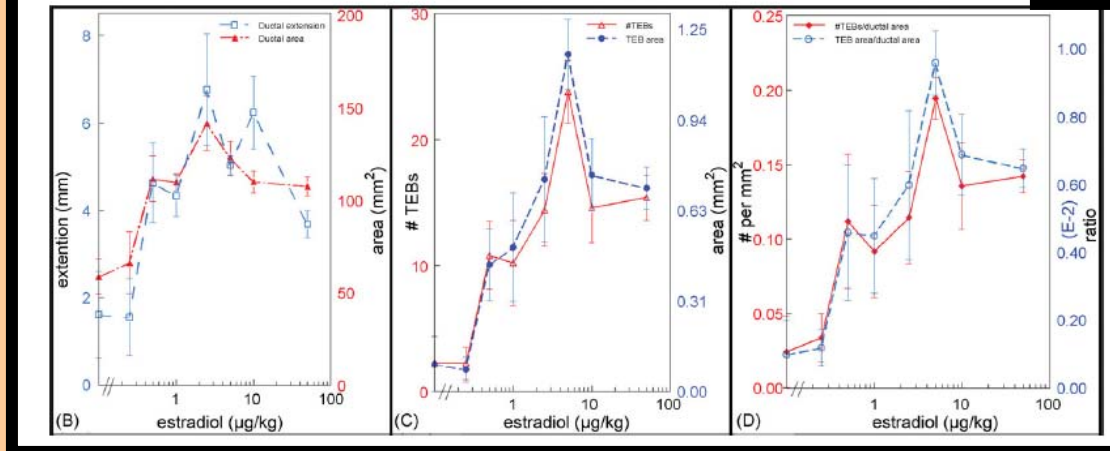 Ductal extension
Ductal area
8
6
4
2
0
extention (mm)
200
150
100
50
0
area (mm²)
1
10
100
(B)
estradiol (µg/kg)
#TEBs
TEB area
30
20
10
0
# TEBs
1.25
0.94
0.63
0.31
0.00
area (mm²)
1
10
100
(C)
estradiol (µg/kg)
#TEBs/ductal area
TEB area/ductal area
0.25
0.20
0.15
0.10
0.05
0.00
# per mm²
1.00
0.80
0.60
0.40
0.20
0.00
(E-2)
ratio
1
10
100
(D)
estradiol (µg/kg)